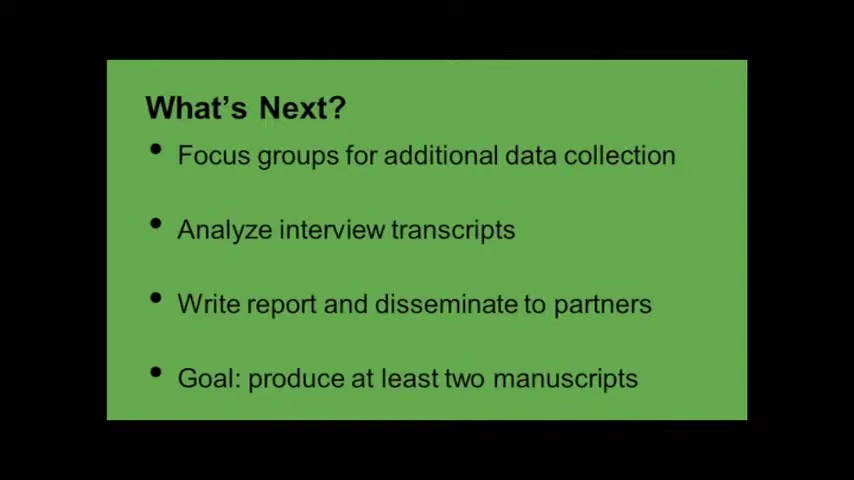 What’s Next?
• Focus groups for additional data collection
• Analyze interview transcripts
• Write report and disseminate to partners
• Goal: produce at least two manuscripts